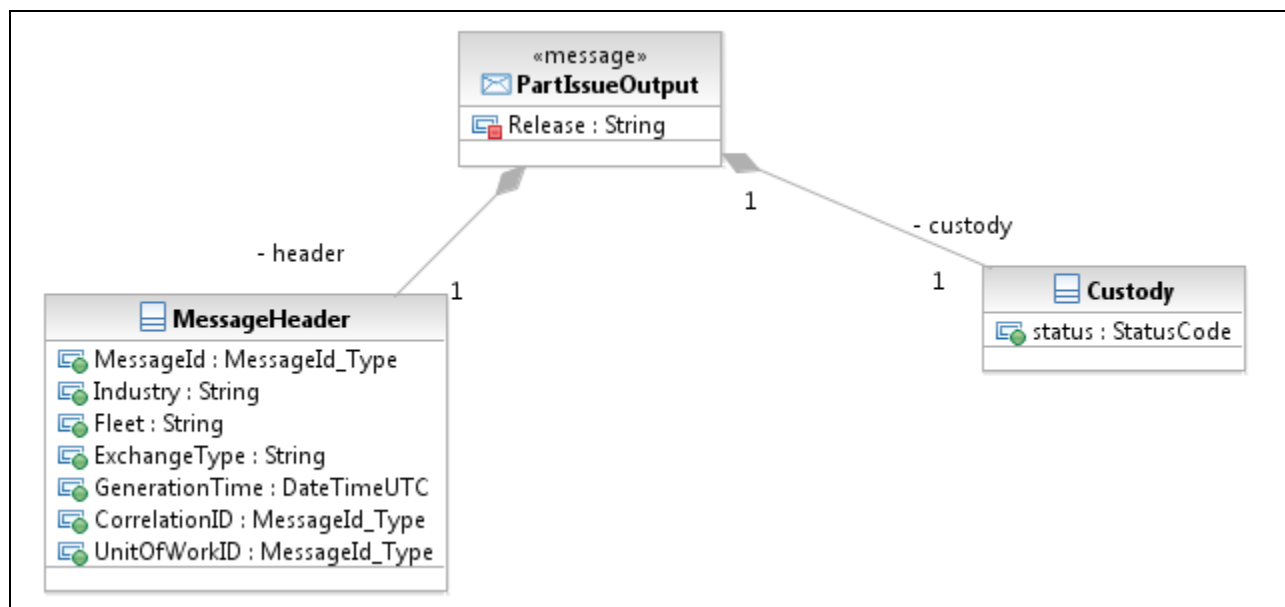 «message»
PartIssueOutput
Release : String
1
- custody
- header
1
1
Custody
status : StatusCode
MessageHeader
MessageId : MessageId_Type
Industry : String
Fleet : String
ExchangeType : String
GenerationTime : DateTimeUTC
CorrelationID : MessageId_Type
UnitOfWorkID : MessageId_Type